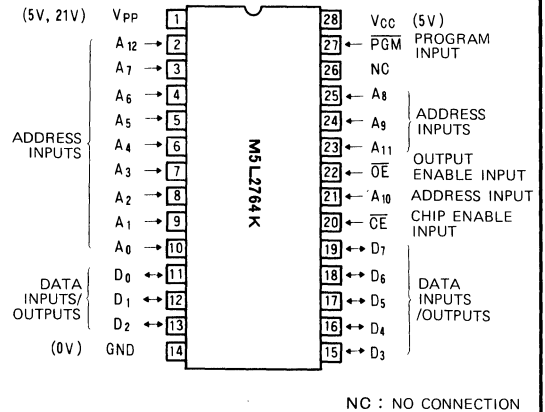 (5V, 21V) VPP 1
A12 → 2
A7 → 3
A6 → 4
A5 → 5
A4 → 6
A3 → 7
A2 → 8
A1 → 9
A0 → 10
ADDRESS
INPUTS
D0 ↔ 11
D1 ↔ 12
D2 ↔ 13
DATA
INPUTS/
OUTPUTS
(0V) GND 14
M5L2764K
28 VCC (5V)
27 ← P̅G̅M̅ PROGRAM
INPUT
26 NC
25 ← A8
24 ← A9
23 ← A11
ADDRESS
INPUTS
22 ← O̅E̅ OUTPUT
ENABLE INPUT
21 ← A10 ADDRESS INPUT
20 ← C̅E̅ CHIP ENABLE
INPUT
19 ↔ D7
18 ↔ D6
17 ↔ D5
16 ↔ D4
15 ↔ D3
DATA
INPUTS
/OUTPUTS
NC : NO CONNECTION